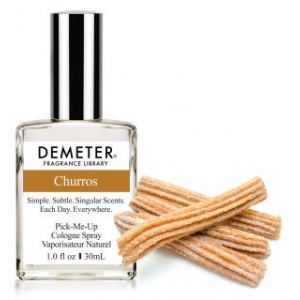 DEMETER®
FRAGRANCE LIBRARY
Churros
Simple. Subtle. Singular Scents.
Each Day. Everywhere.
Pick-Me-Up
Cologne Spray
Vaporisateur Naturel
1.0 fl oz | 30mL